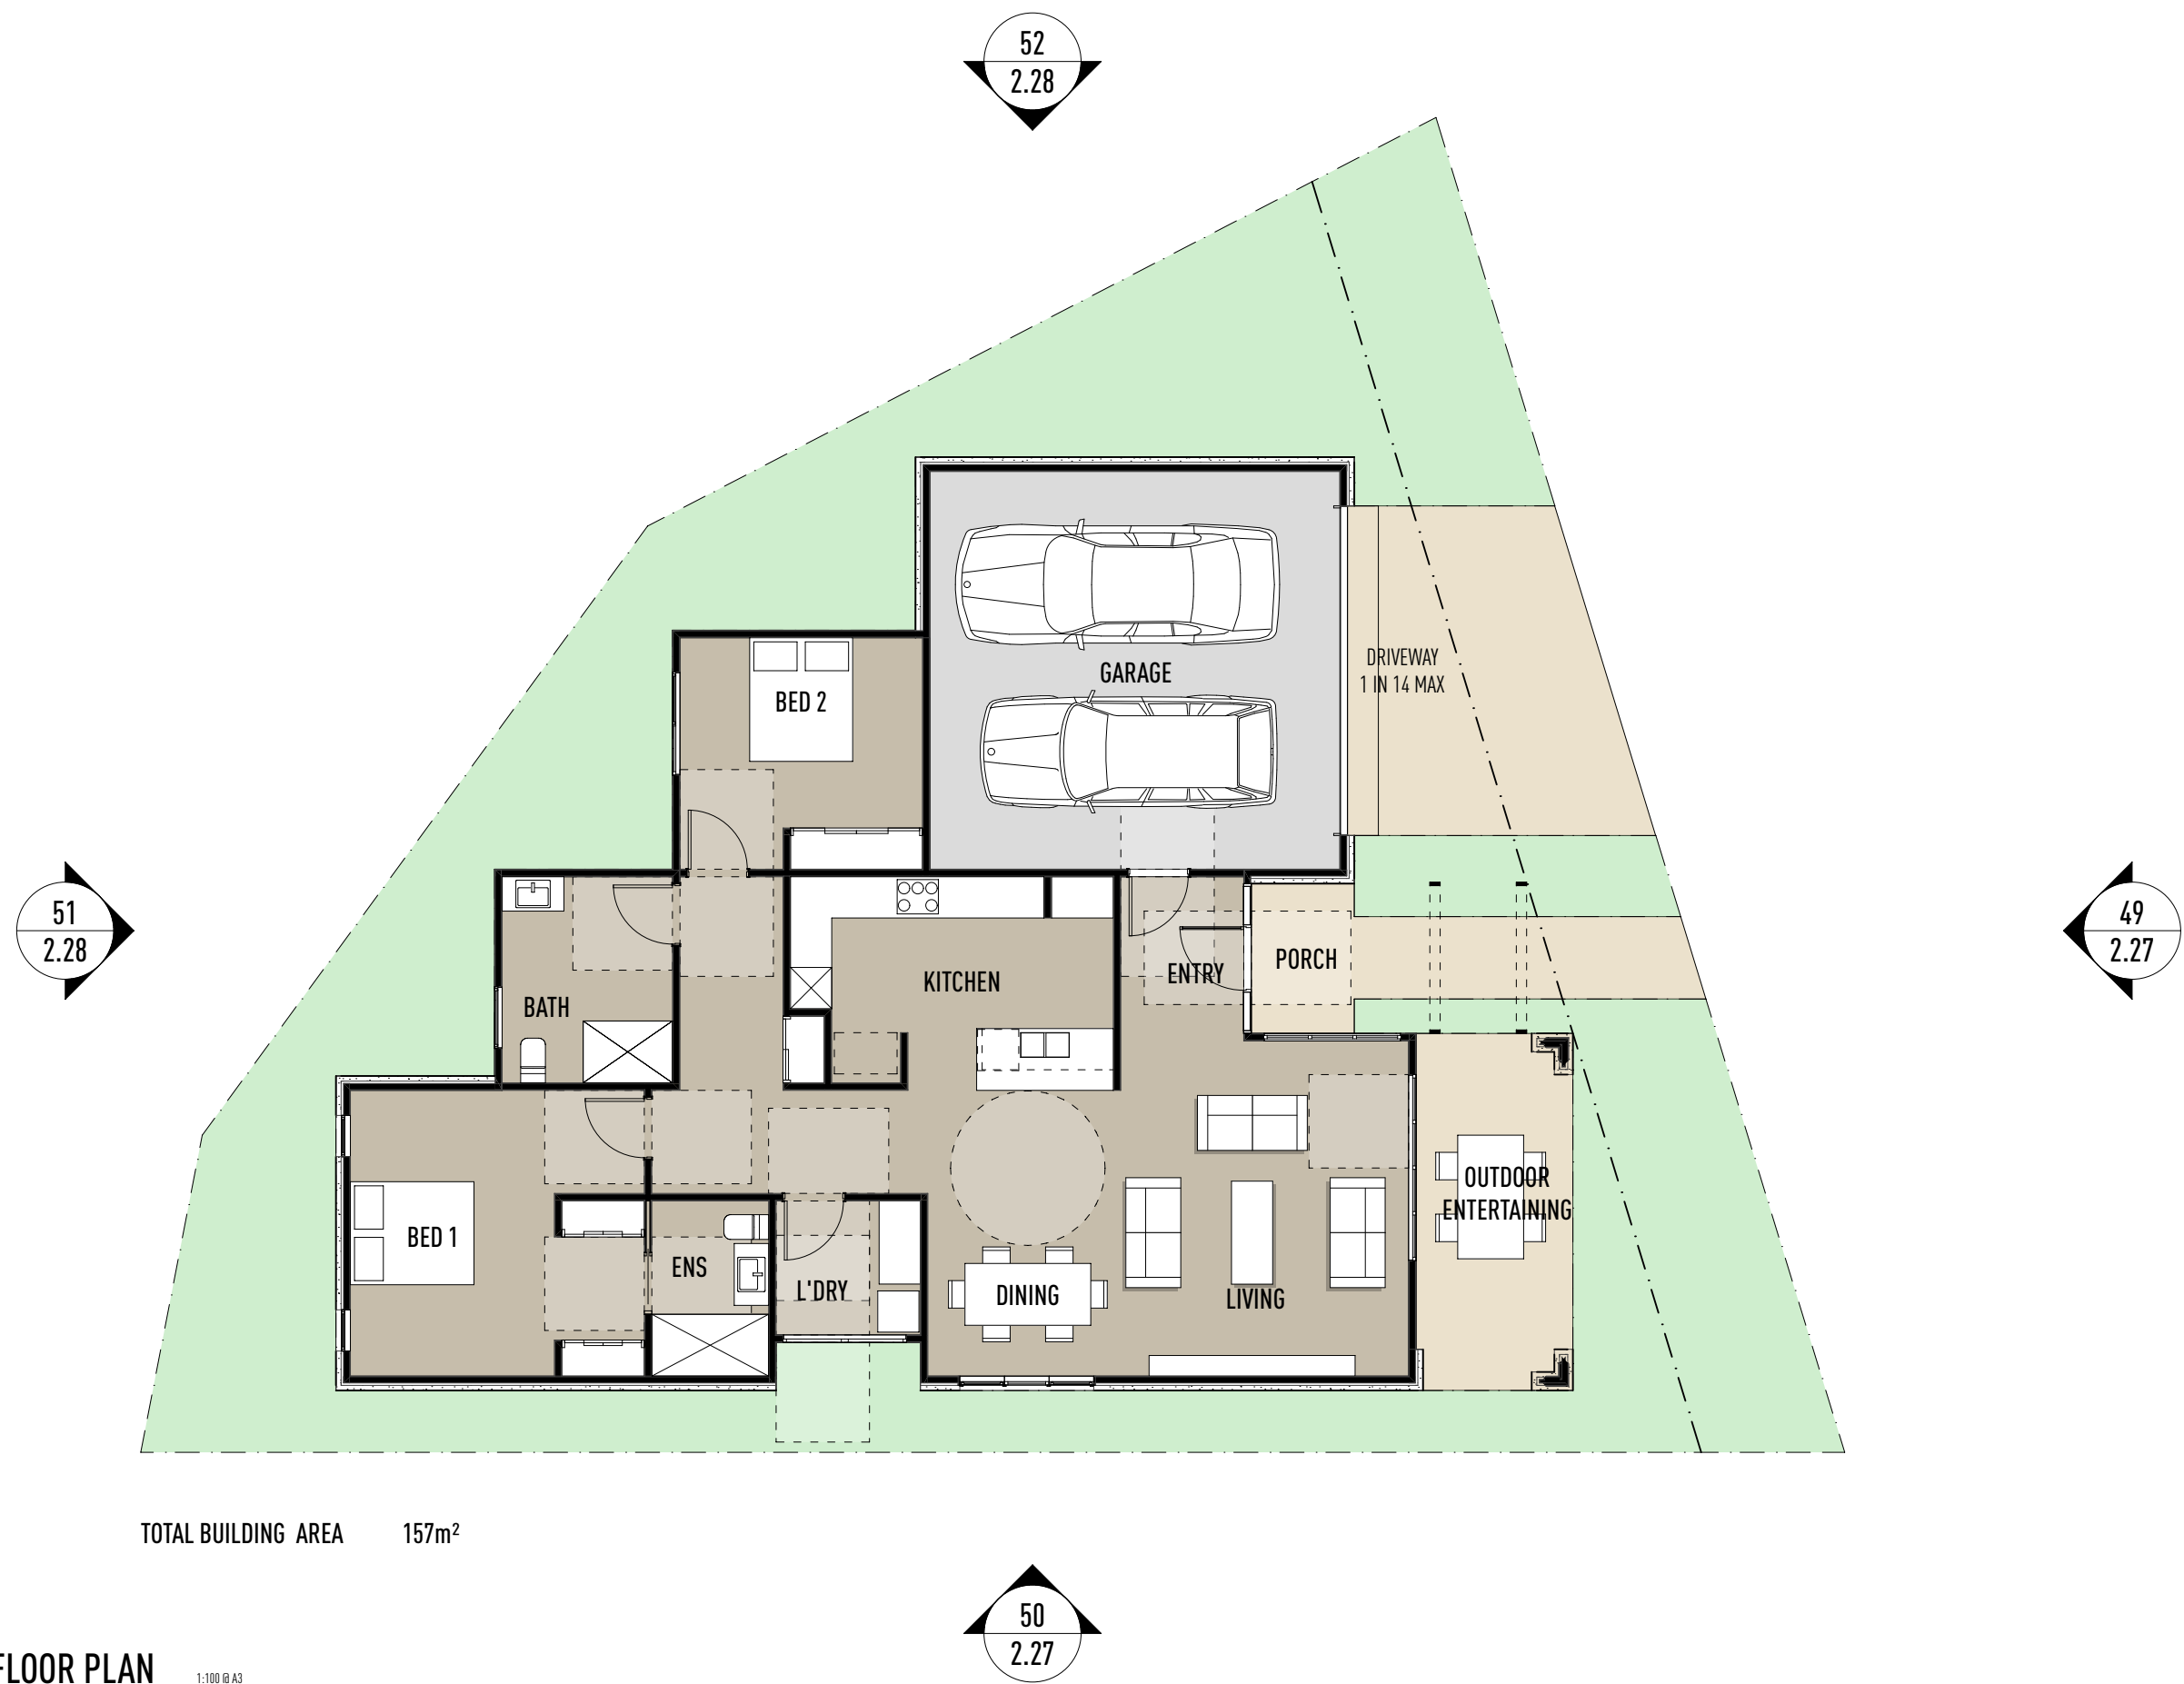 52
2.28
GARAGE
DRIVEWAY
1 IN 14 MAX
BED 2
51
2.28
49
2.27
KITCHEN
ENTRY
PORCH
BATH
OUTDOOR
ENTERTAINING
BED 1
ENS
L'DRY
DINING
LIVING
TOTAL BUILDING AREA 157m²
50
2.27
FLOOR PLAN 1:100 @ A3